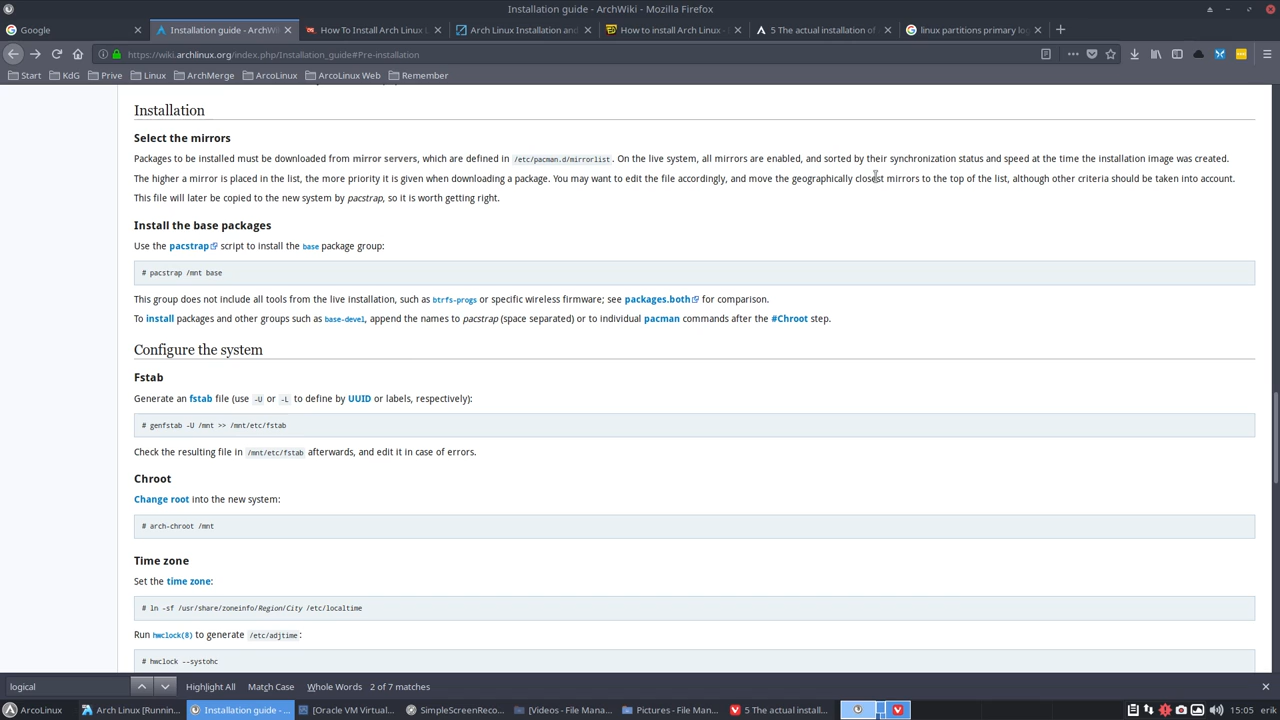 Installation guide - ArchWiki - Mozilla Firefox
Google
Installation guide - ArchWi
How To Install Arch Linux
Arch Linux Installation and
How to install Arch Linux -
5 The actual installation of
linux partitions primary log
https://wiki.archlinux.org/index.php/Installation_guide#Pre-installation
Start KdG Prive Linux ArchMerge ArcoLinux ArcoLinux Web Remember
Installation
Select the mirrors
Packages to be installed must be downloaded from mirror servers, which are defined in /etc/pacman.d/mirrorlist. On the live system, all mirrors are enabled, and sorted by their synchronization status and speed at the time the installation image was created.
The higher a mirror is placed in the list, the more priority it is given when downloading a package. You may want to edit the file accordingly, and move the geographically closest mirrors to the top of the list, although other criteria should be taken into account.
This file will later be copied to the new system by pacstrap, so it is worth getting right.
Install the base packages
Use the pacstrap script to install the base package group:
# pacstrap /mnt base
This group does not include all tools from the live installation, such as btrfs-progs or specific wireless firmware; see packages.both for comparison.
To install packages and other groups such as base-devel, append the names to pacstrap (space separated) or to individual pacman commands after the #Chroot step.
Configure the system
Fstab
Generate an fstab file (use -U or -L to define by UUID or labels, respectively):
# genfstab -U /mnt >> /mnt/etc/fstab
Check the resulting file in /mnt/etc/fstab afterwards, and edit it in case of errors.
Chroot
Change root into the new system:
# arch-chroot /mnt
Time zone
Set the time zone:
# ln -sf /usr/share/zoneinfo/Region/City /etc/localtime
Run hwclock(8) to generate /etc/adjtime:
# hwclock --systohc
logical Highlight All Match Case Whole Words 2 of 7 matches
ArcoLinux Arch Linux [Runnin... Installation guide -... [Oracle VM Virtual... SimpleScreenReco... [Videos - File Mana... Pictures - File Man... 5 The actual install... 15:05 erik